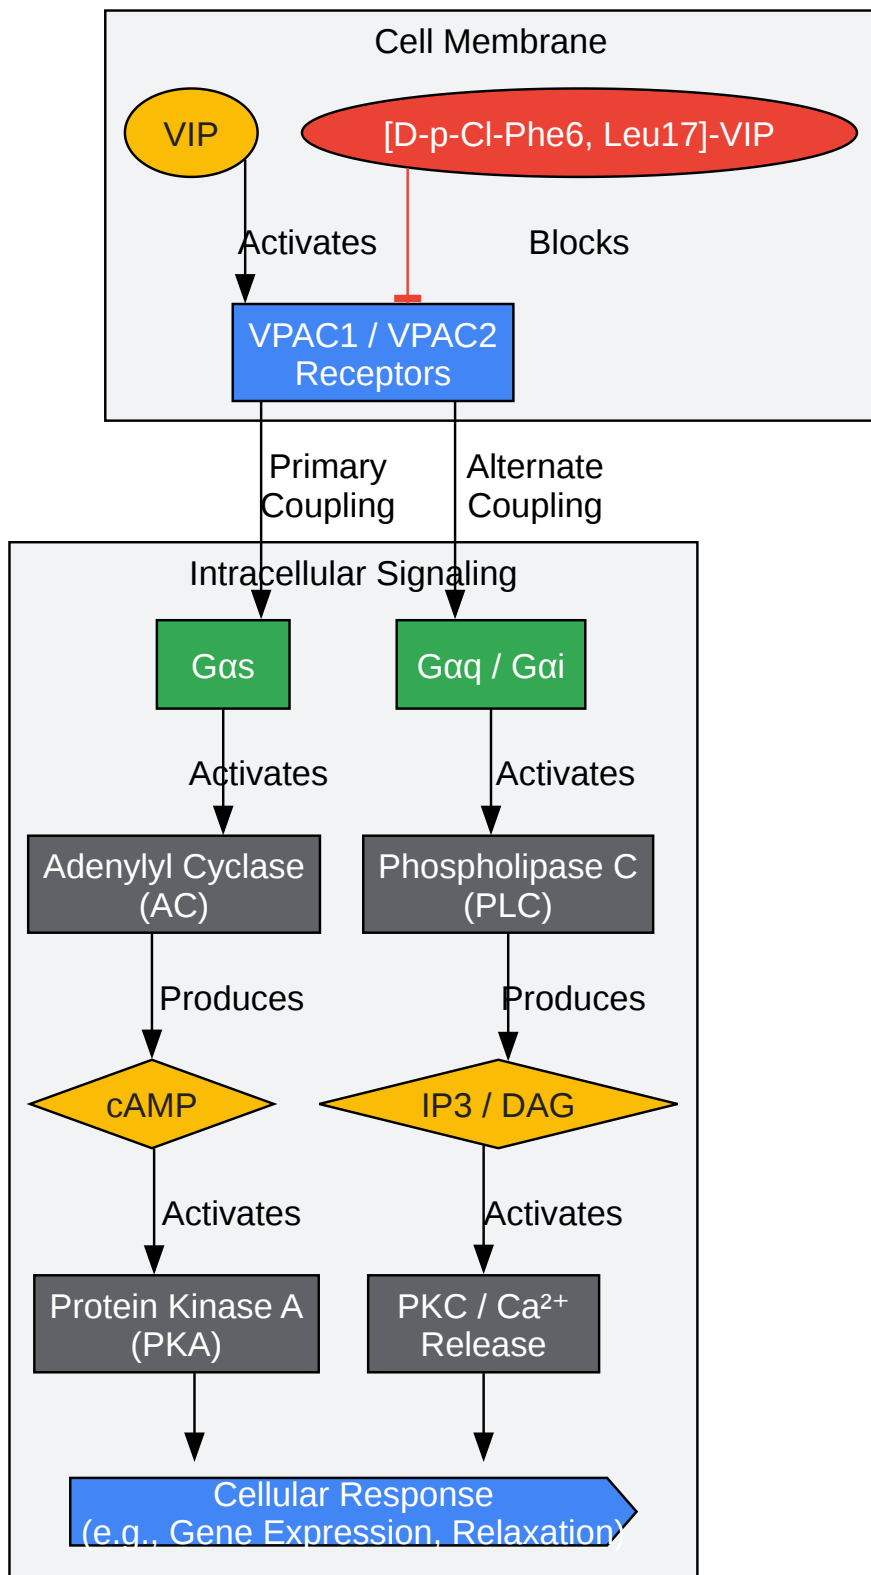 Cell Membrane
VIP
[D-p-Cl-Phe6, Leu17]-VIP
Activates
Blocks
VPAC1 / VPAC2
Receptors
Primary
Coupling
Alternate
Coupling
Intracellular Signaling
Gαs
Gαq / Gαi
Activates
Activates
Adenylyl Cyclase
(AC)
Phospholipase C
(PLC)
Produces
Produces
cAMP
IP3 / DAG
Activates
Activates
Protein Kinase A
(PKA)
PKC / Ca²⁺
Release
Cellular Response
(e.g., Gene Expression, Relaxation)